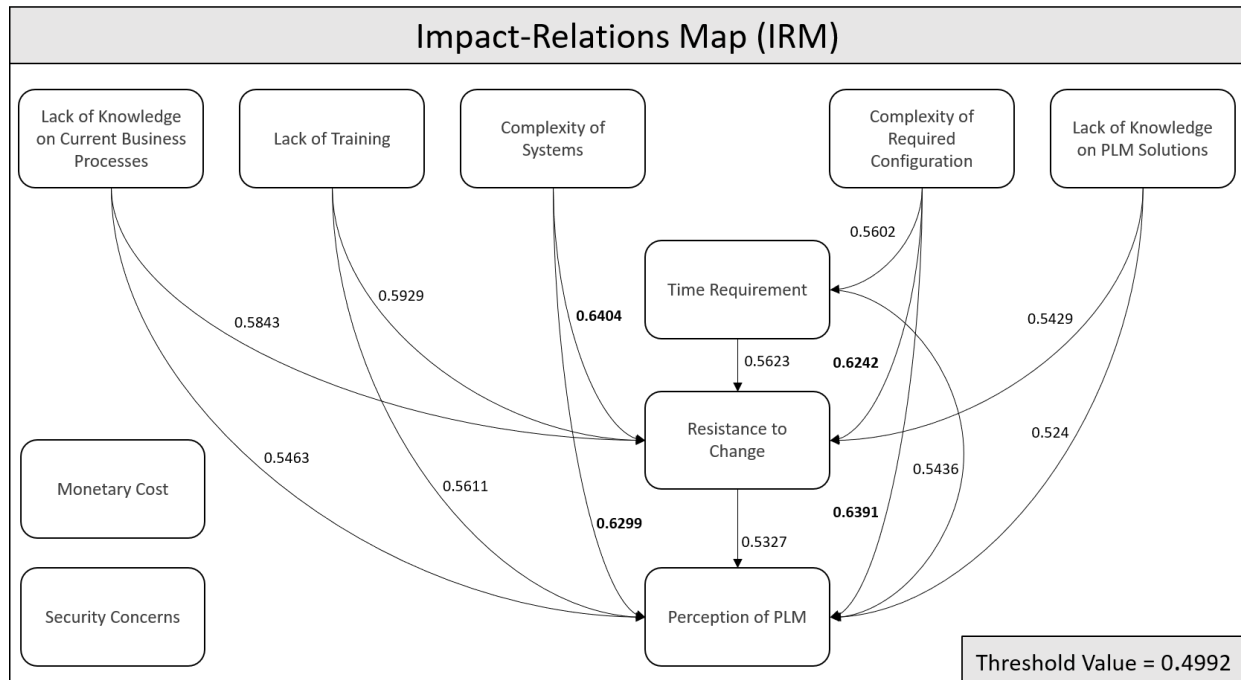 Impact-Relations Map (IRM)
Lack of Knowledge
on Current Business
Processes
Lack of Training
Complexity of
Systems
Complexity of
Required
Configuration
Lack of Knowledge
on PLM Solutions
0.5602
Time Requirement
0.5843
0.5929
0.6404
0.5429
0.5623
0.6242
Resistance to
Change
0.524
0.5463
0.5436
Monetary Cost
0.5611
0.6299
0.6391
0.5327
Security Concerns
Perception of PLM
Threshold Value = 0.4992